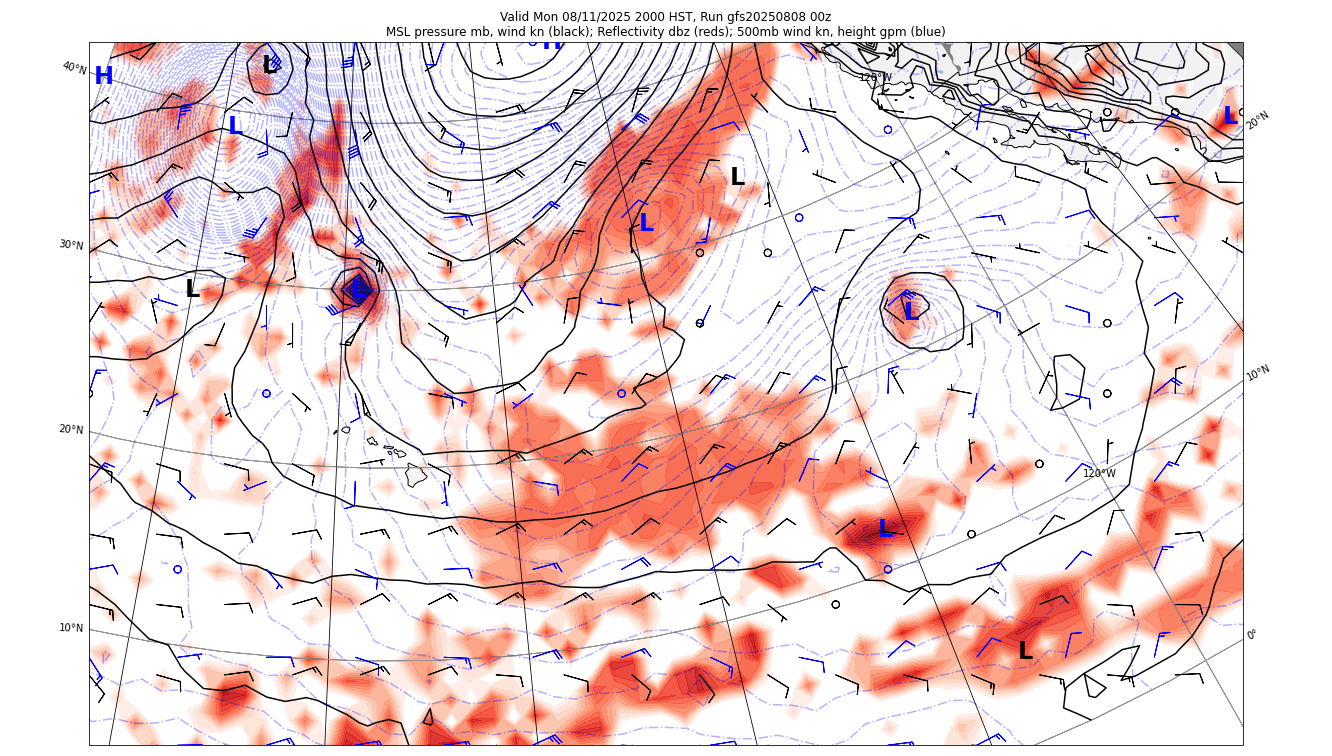 Valid Mon 08/11/2025 2000 HST, Run gfs20250808 00z
MSL pressure mb, wind kn (black); Reflectivity dbz (reds); 500mb wind kn, height gpm (blue)
H
L
40°N
H
120°W
L
L
20°N
L
L
30°N
L
L
L
10°N
20°N
120°W
L
10°N
0°
L